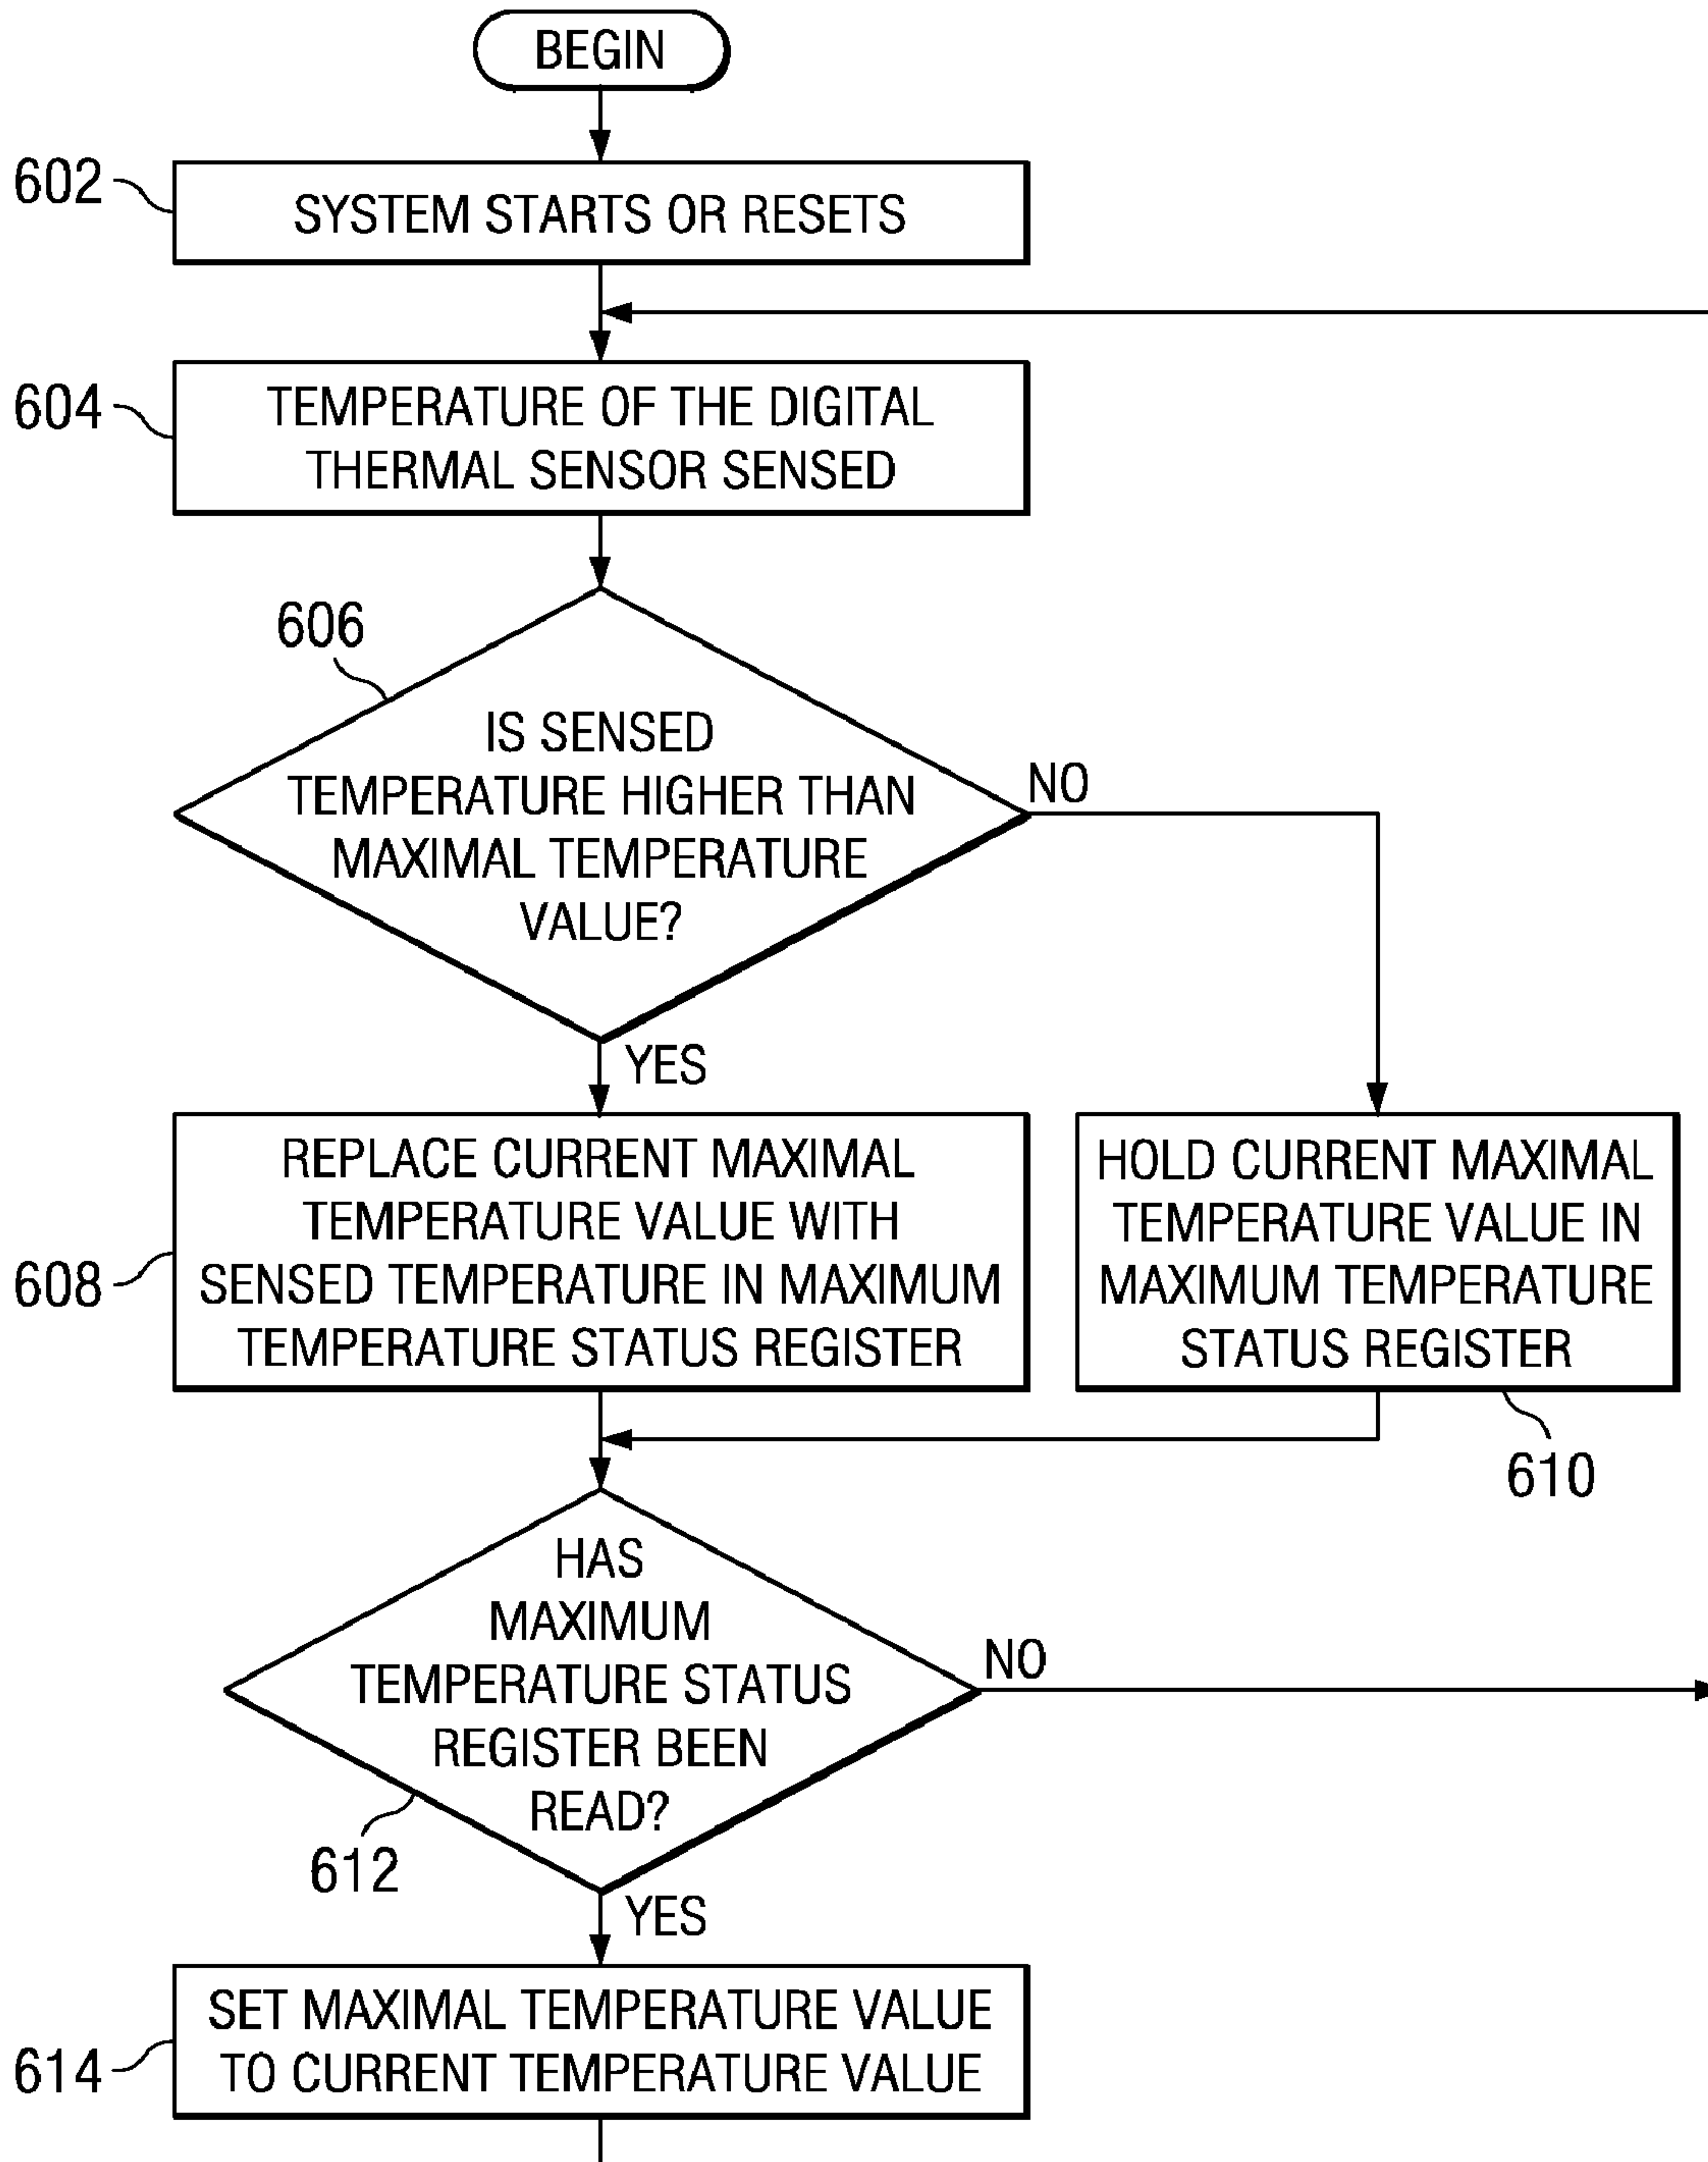 BEGIN
602
SYSTEM STARTS OR RESETS
604
TEMPERATURE OF THE DIGITAL
THERMAL SENSOR SENSED
606
IS SENSED
TEMPERATURE HIGHER THAN
MAXIMAL TEMPERATURE
VALUE?
NO
YES
608
REPLACE CURRENT MAXIMAL
TEMPERATURE VALUE WITH
SENSED TEMPERATURE IN MAXIMUM
TEMPERATURE STATUS REGISTER
HOLD CURRENT MAXIMAL
TEMPERATURE VALUE IN
MAXIMUM TEMPERATURE
STATUS REGISTER
610
HAS
MAXIMUM
TEMPERATURE STATUS
REGISTER BEEN
READ?
NO
612
YES
614
SET MAXIMAL TEMPERATURE VALUE
TO CURRENT TEMPERATURE VALUE